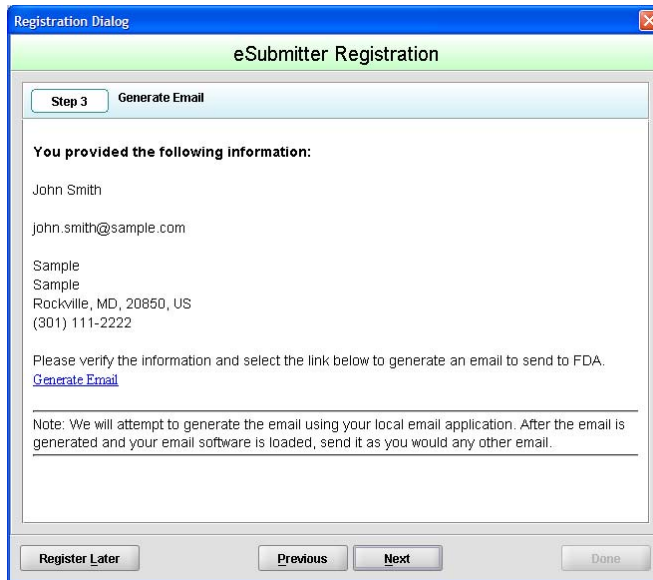 Registration Dialog
eSubmitter Registration
Step 3 Generate Email
You provided the following information:
John Smith
john.smith@sample.com
Sample
Sample
Rockville, MD, 20850, US
(301) 111-2222
Please verify the information and select the link below to generate an email to send to FDA.
Generate Email
Note: We will attempt to generate the email using your local email application. After the email is
generated and your email software is loaded, send it as you would any other email.
Register Later Previous Next Done